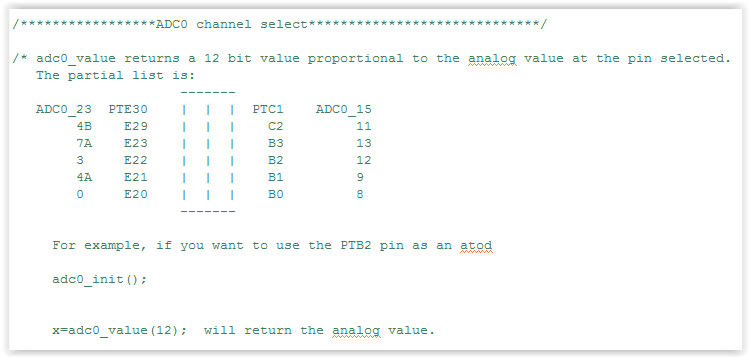 /*****************ADC0 channel select*****************************/
/* adc0_value returns a 12 bit value proportional to the analog value at the pin selected.
The partial list is:
-------
ADC0_23 PTE30 | | | PTC1 ADC0_15
4B E29 | | | C2 11
7A E23 | | | B3 13
3 E22 | | | B2 12
4A E21 | | | B1 9
0 E20 | | | B0 8
-------
For example, if you want to use the PTB2 pin as an atod
adc0_init();
x=adc0_value(12); will return the analog value.